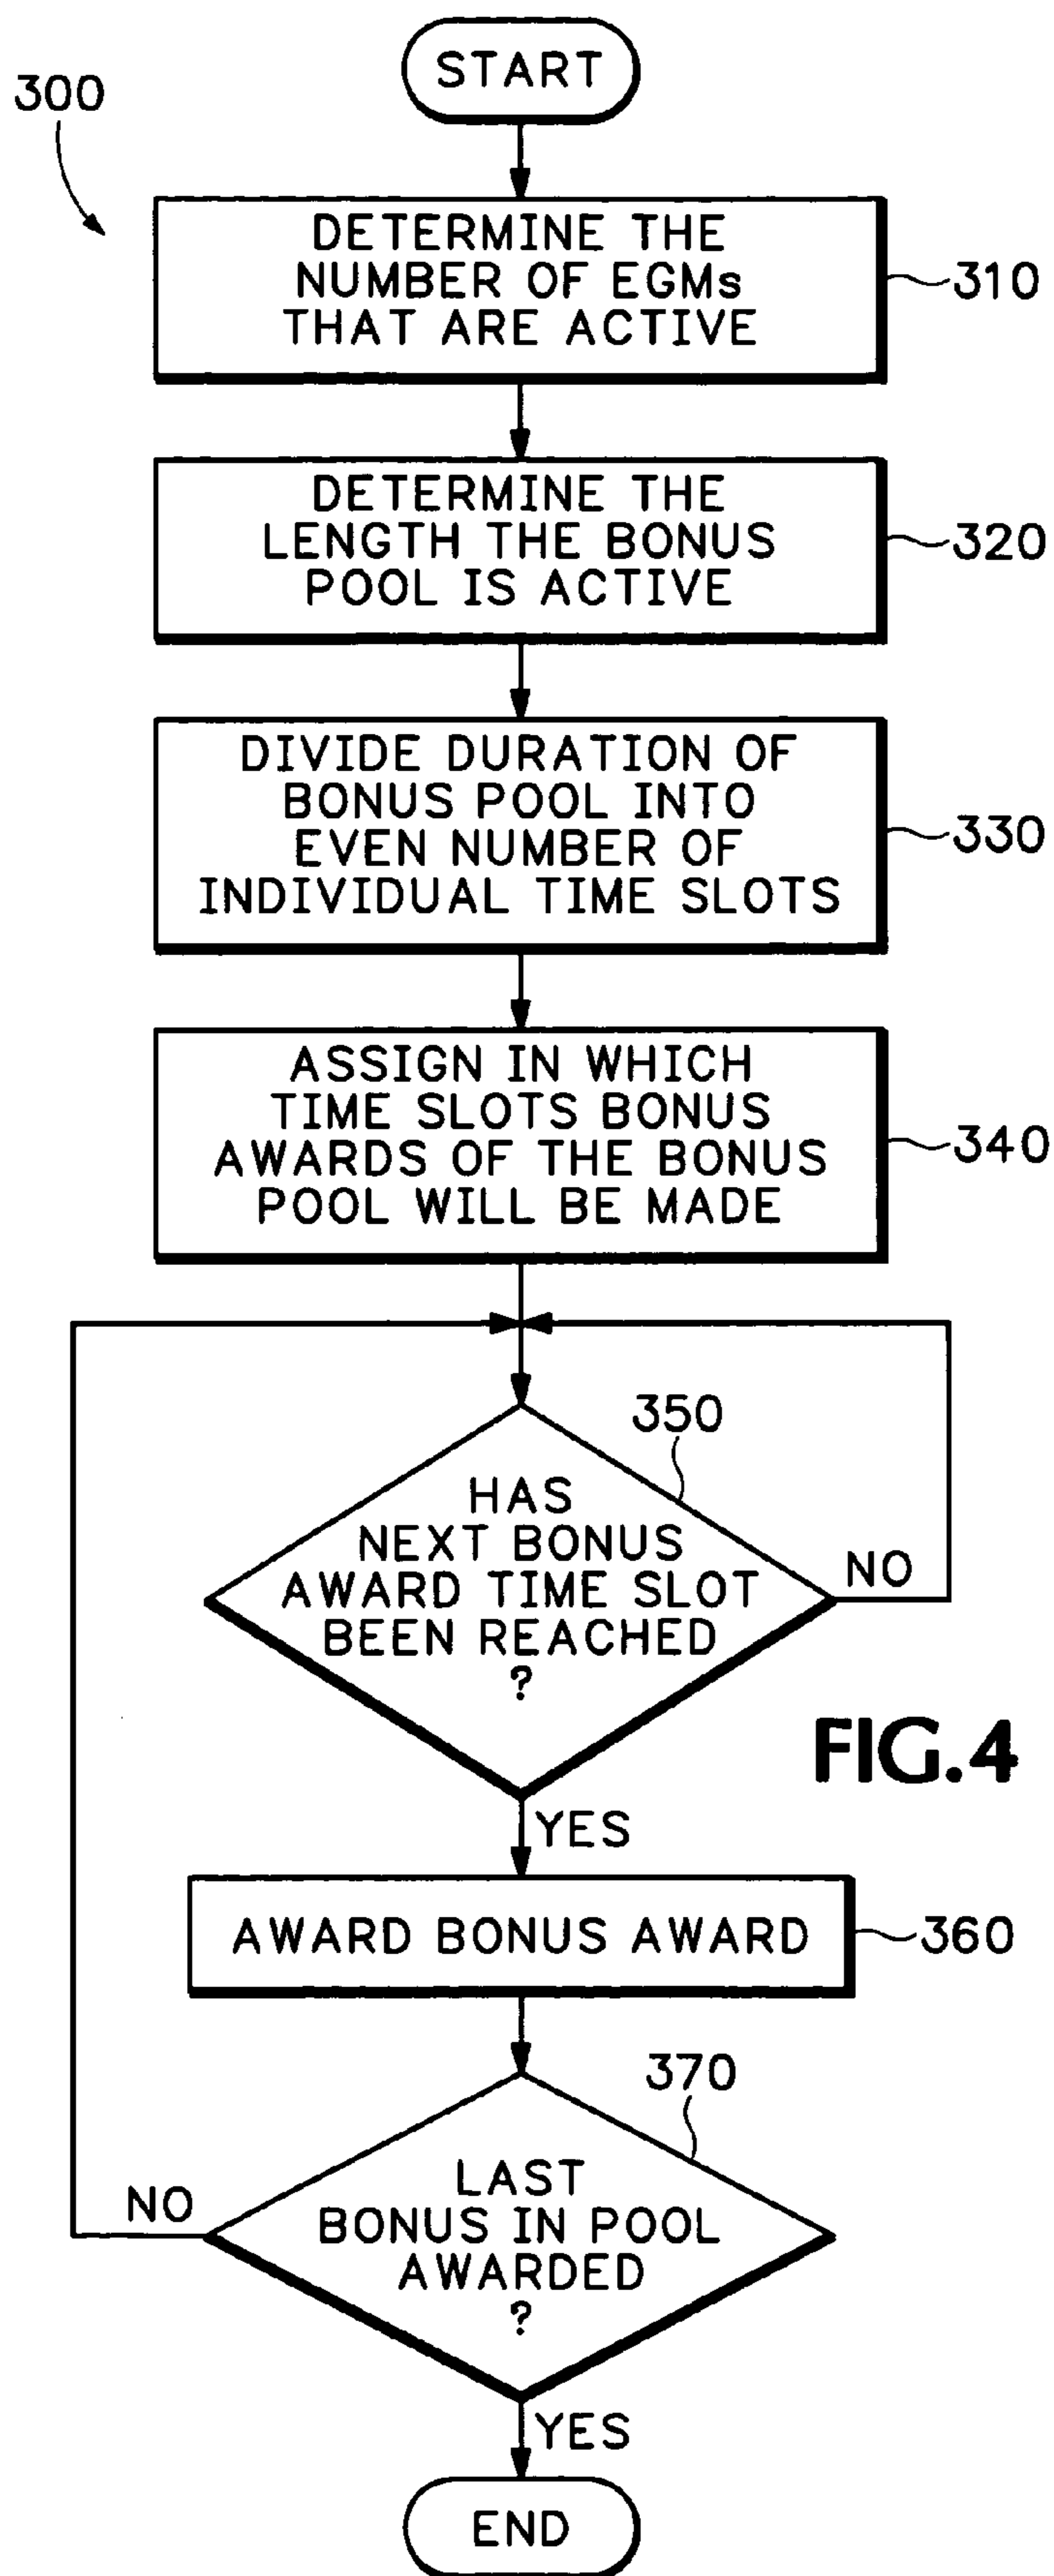 START
300
DETERMINE THE
NUMBER OF EGMs
THAT ARE ACTIVE
310
DETERMINE THE
LENGTH THE BONUS
POOL IS ACTIVE
320
DIVIDE DURATION OF
BONUS POOL INTO
EVEN NUMBER OF
INDIVIDUAL TIME SLOTS
330
ASSIGN IN WHICH
TIME SLOTS BONUS
AWARDS OF THE BONUS
POOL WILL BE MADE
340
350
HAS
NEXT BONUS
AWARD TIME SLOT
BEEN REACHED
?
NO
FIG.4
YES
AWARD BONUS AWARD
360
370
LAST
BONUS IN POOL
AWARDED
?
NO
YES
END